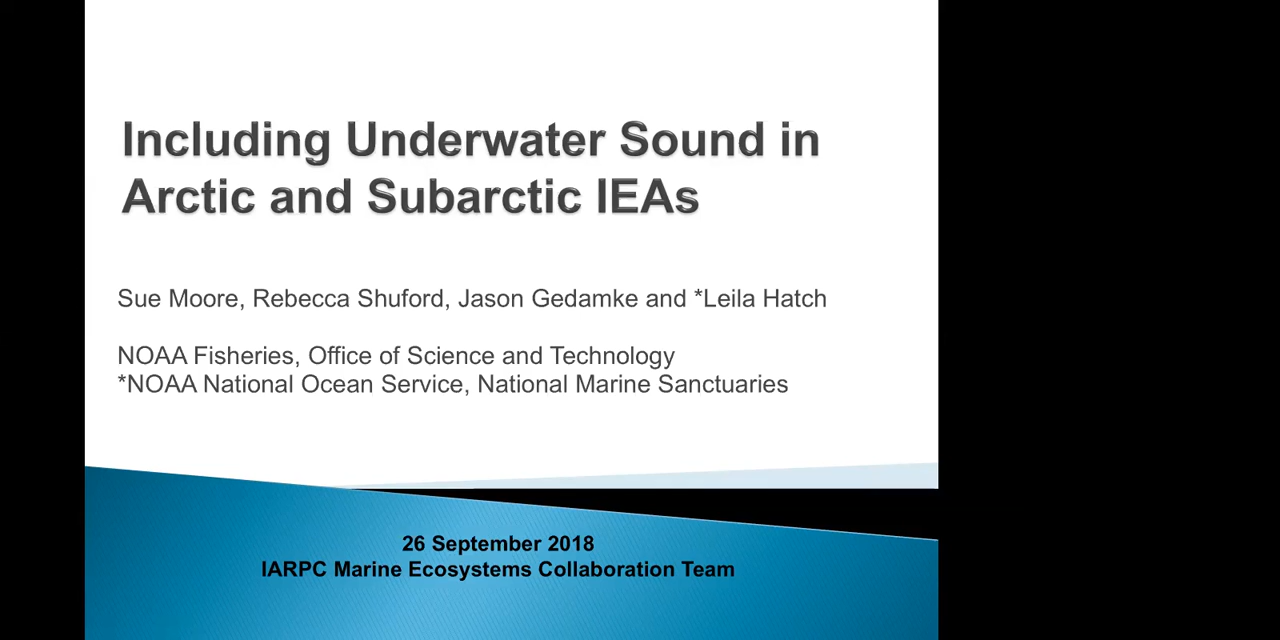 Including Underwater Sound in
Arctic and Subarctic IEAs
Sue Moore, Rebecca Shuford, Jason Gedamke and *Leila Hatch
NOAA Fisheries, Office of Science and Technology
*NOAA National Ocean Service, National Marine Sanctuaries
26 September 2018
IARPC Marine Ecosystems Collaboration Team